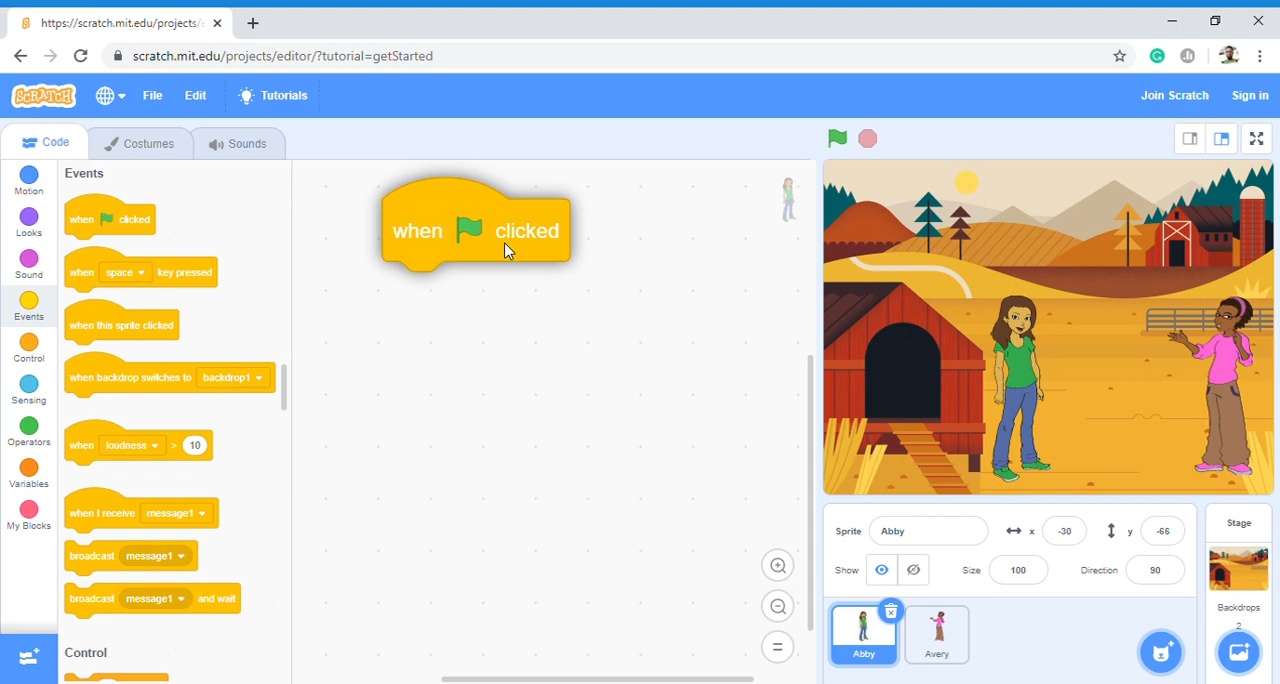 https://scratch.mit.edu/projects/e
scratch.mit.edu/projects/editor/?tutorial=getStarted
SCRATCH File Edit Tutorials Join Scratch Sign in
Code Costumes Sounds
Motion
Looks
Sound
Events
Control
Sensing
Operators
Variables
My Blocks
Events
when clicked
when space key pressed
when this sprite clicked
when backdrop switches to backdrop1
when loudness > 10
when I receive message1
broadcast message1
broadcast message1 and wait
Control
when clicked
Sprite Abby x -30 y -66
Show Size 100 Direction 90
Abby Avery
Stage
Backdrops
2